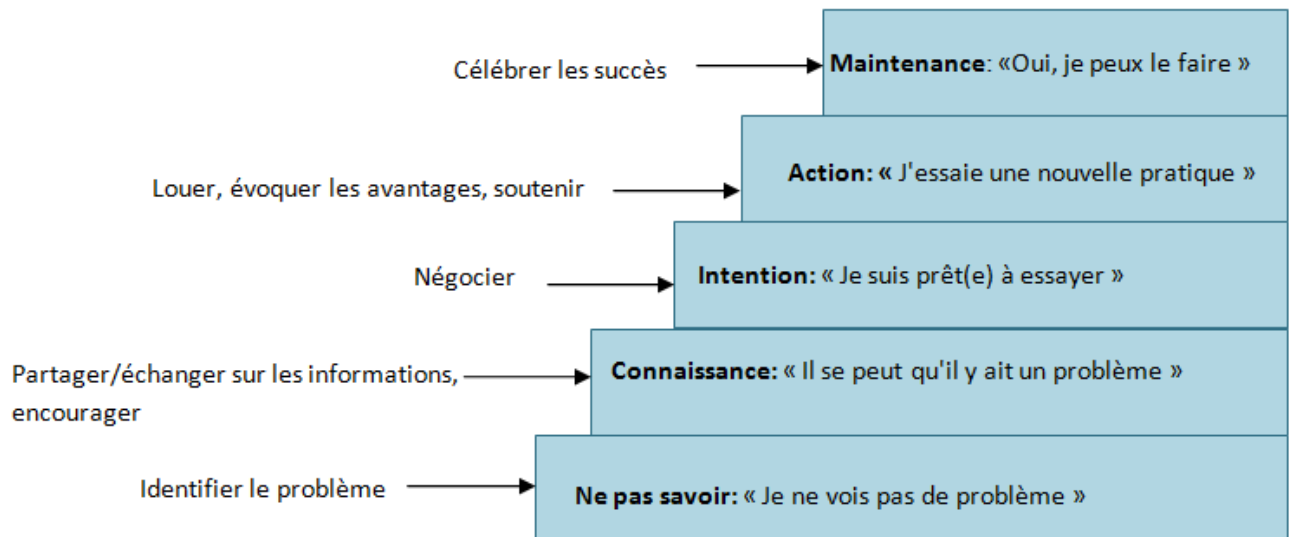 Célébrer les succès
Maintenance: «Oui, je peux le faire »
Louer, évoquer les avantages, soutenir
Action: « J'essaie une nouvelle pratique »
Négocier
Intention: « Je suis prêt(e) à essayer »
Partager/échanger sur les informations,
encourager
Connaissance: « Il se peut qu'il y ait un problème »
Identifier le problème
Ne pas savoir: « Je ne vois pas de problème »